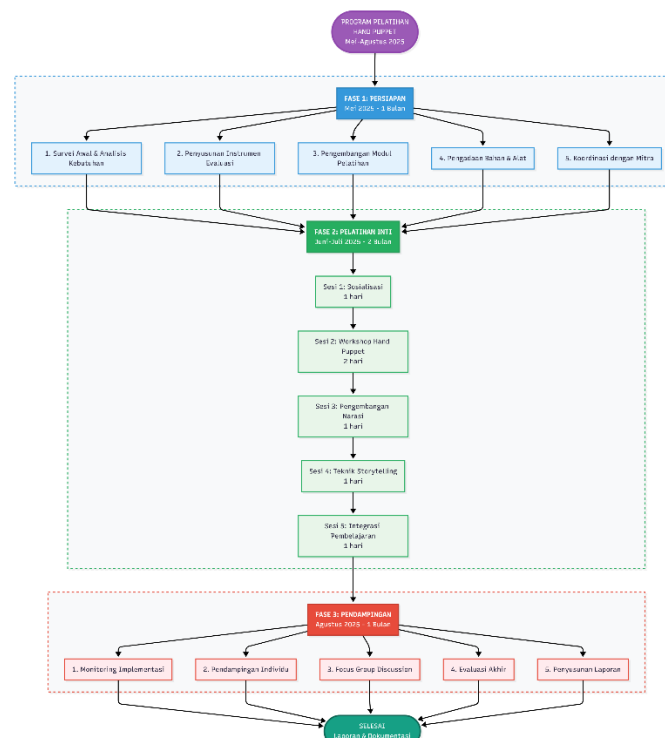 PROGRAM PELATIHAN
HAND PUPPET
Mei-Agustus 2025
FASE 1: PERSIAPAN
Mei 2025 - 1 Bulan
1. Survei Awal & Analisis
Kebutuhan
2. Penyusunan Instrumen
Evaluasi
3. Pengembangan Modul
Pelatihan
4. Pengadaan Bahan & Alat
5. Koordinasi dengan Mitra
FASE 2: PELATIHAN INTI
Juni-Juli 2025 - 2 Bulan
Sesi 1: Sosialisasi
1 hari
Sesi 2: Workshop Hand
Puppet
2 hari
Sesi 3: Pengembangan
Narasi
1 hari
Sesi 4: Teknik Storytelling
1 hari
Sesi 5: Integrasi
Pembelajaran
1 hari
FASE 3: PENDAMPINGAN
Agustus 2025 - 1 Bulan
1. Monitoring Implementasi
2. Pendampingan Individu
3. Focus Group Discussion
4. Evaluasi Akhir
5. Penyusunan Laporan
SELESAI
Laporan & Dokumentasi